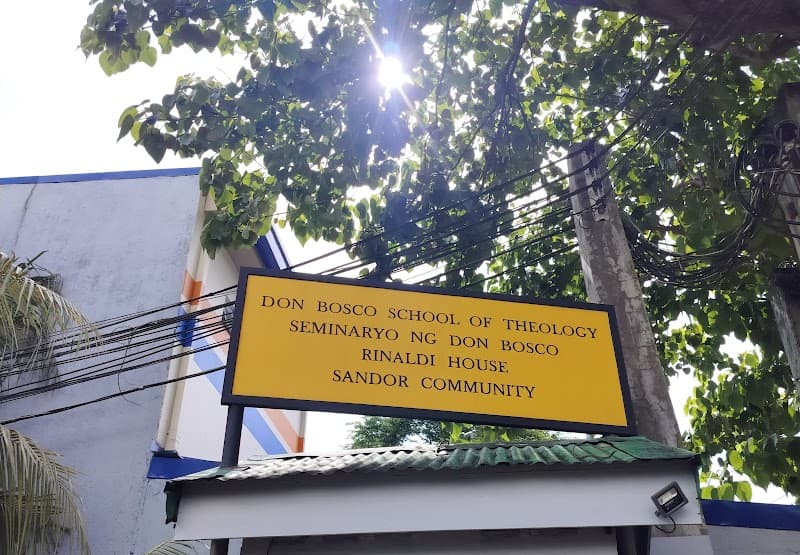 DON BOSCO SCHOOL OF THEOLOGY
SEMINARYO NG DON BOSCO
RINALDI HOUSE
SANDOR COMMUNITY